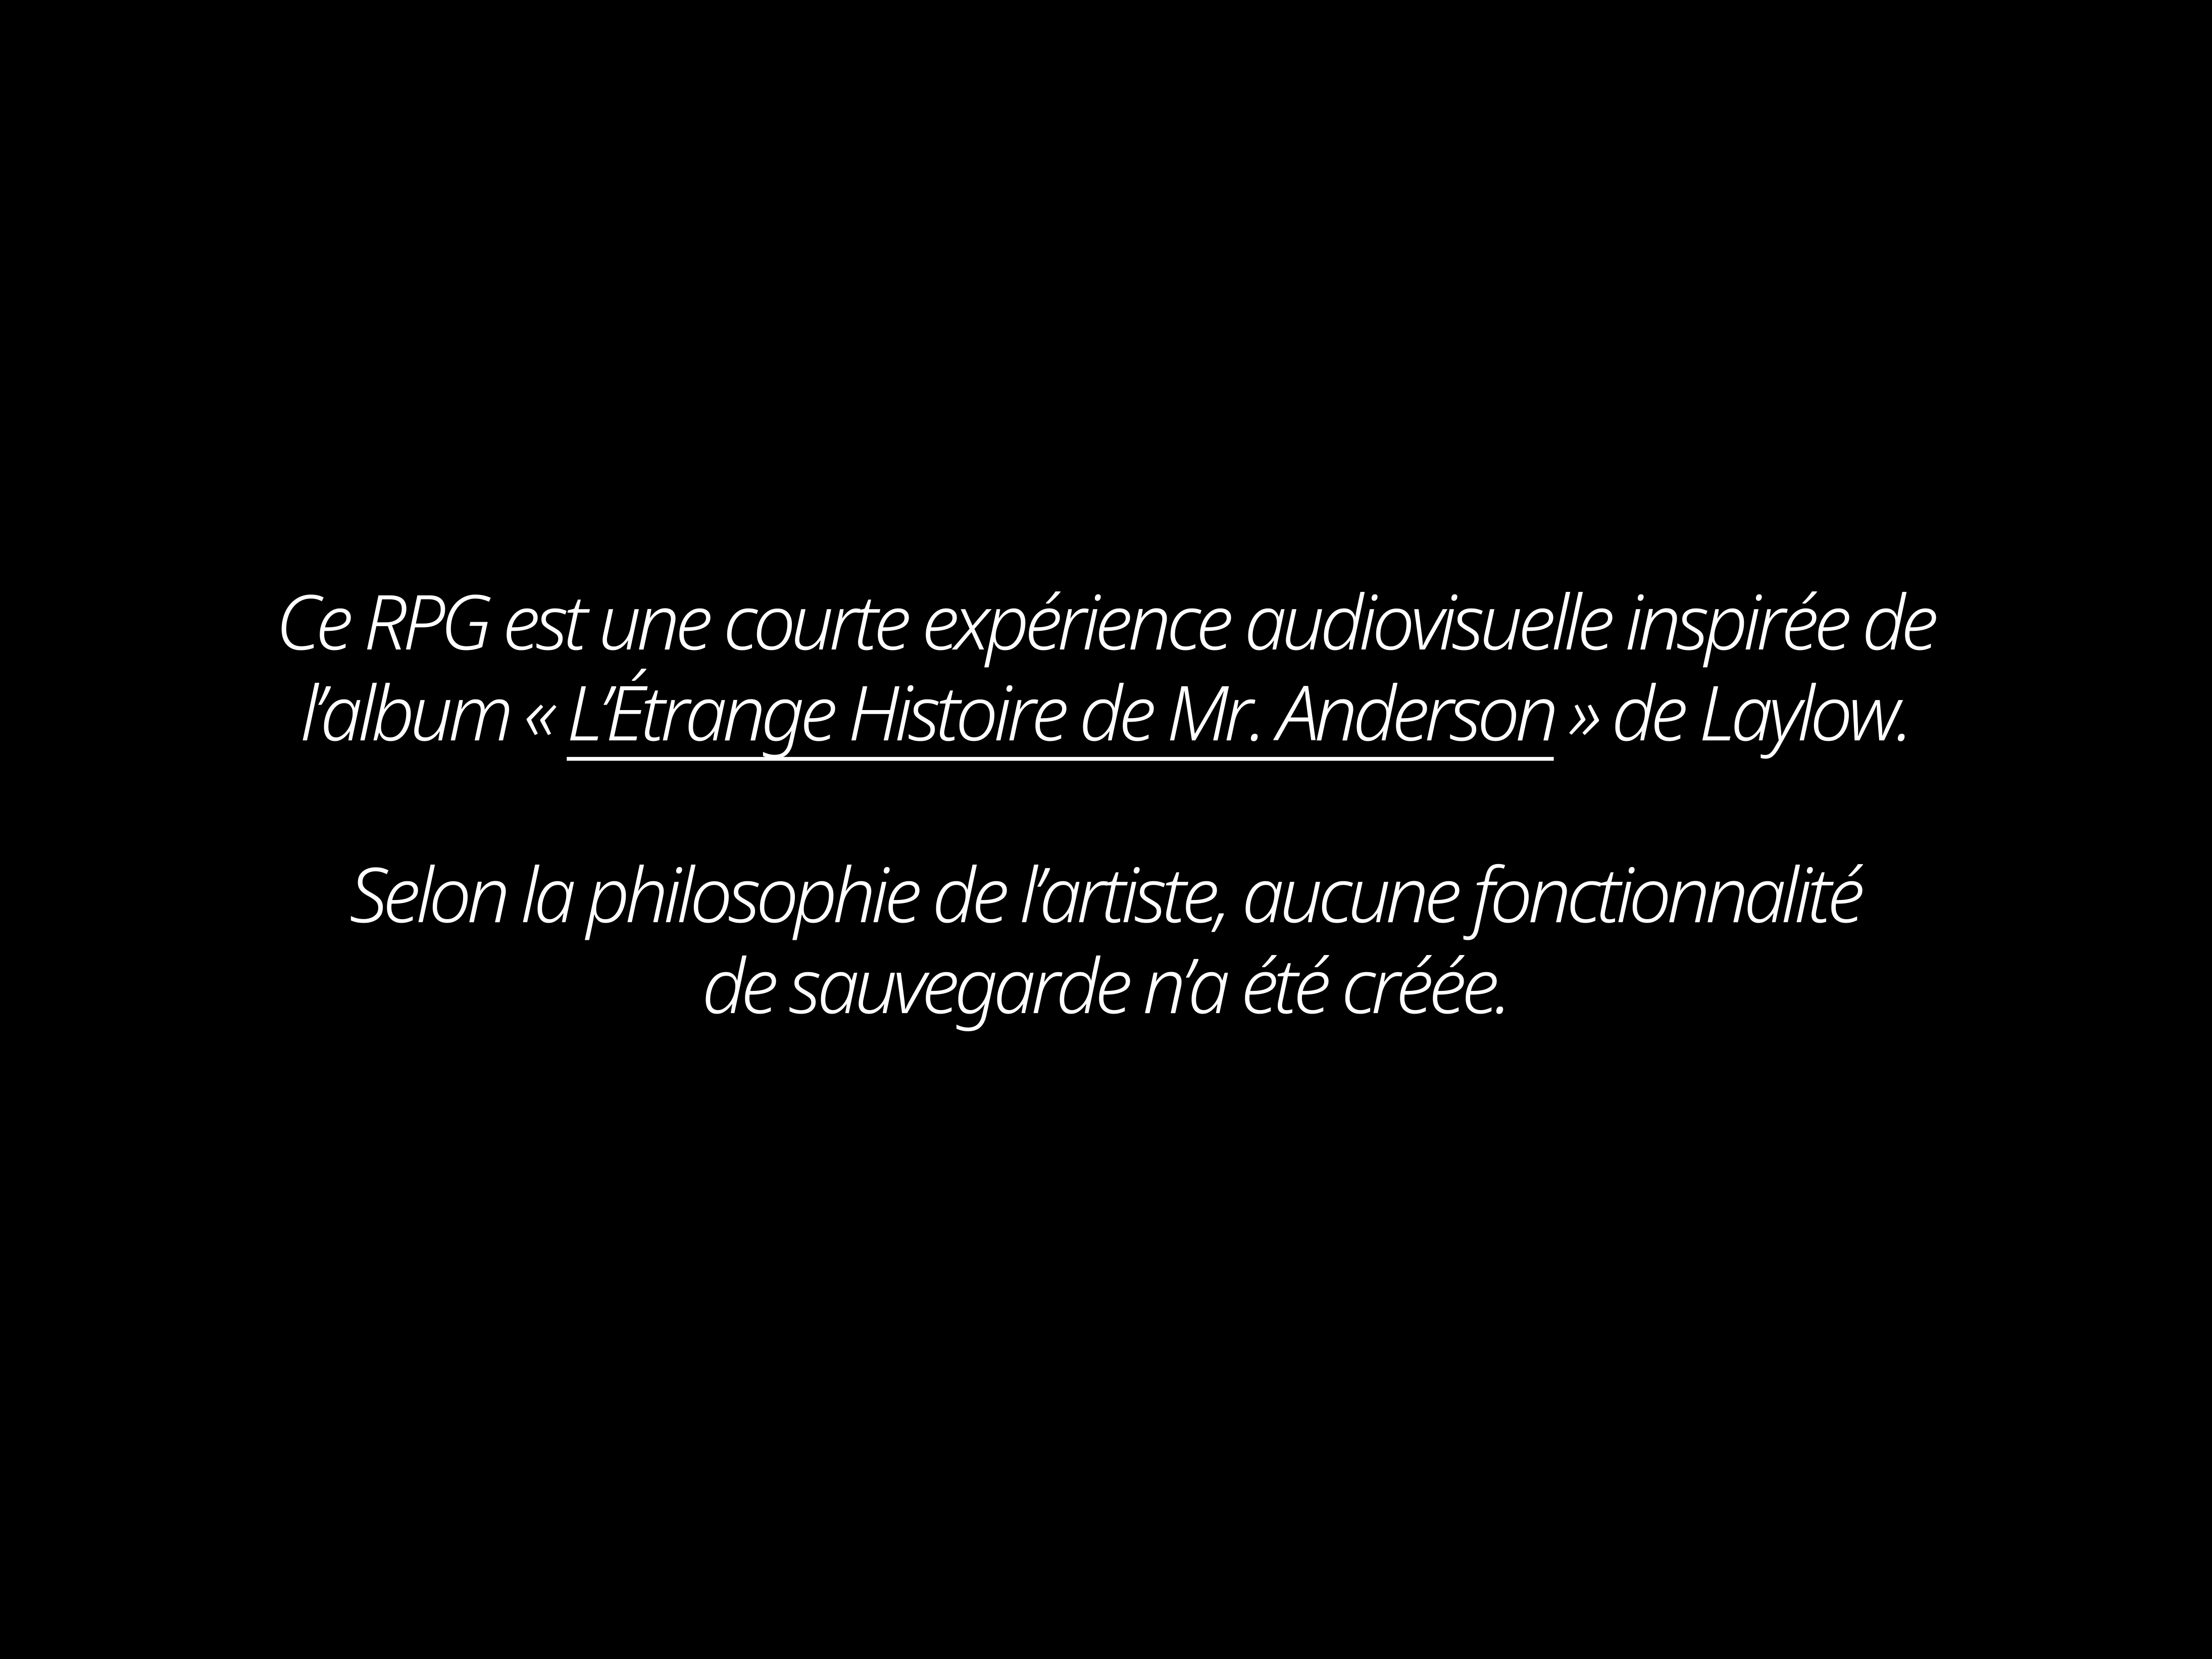 Ce RPG est une courte expérience audiovisuelle inspirée de
l’album « L’Étrange Histoire de Mr. Anderson » de Laylow.
Selon la philosophie de l’artiste, aucune fonctionnalité
de sauvegarde n’a été créée.